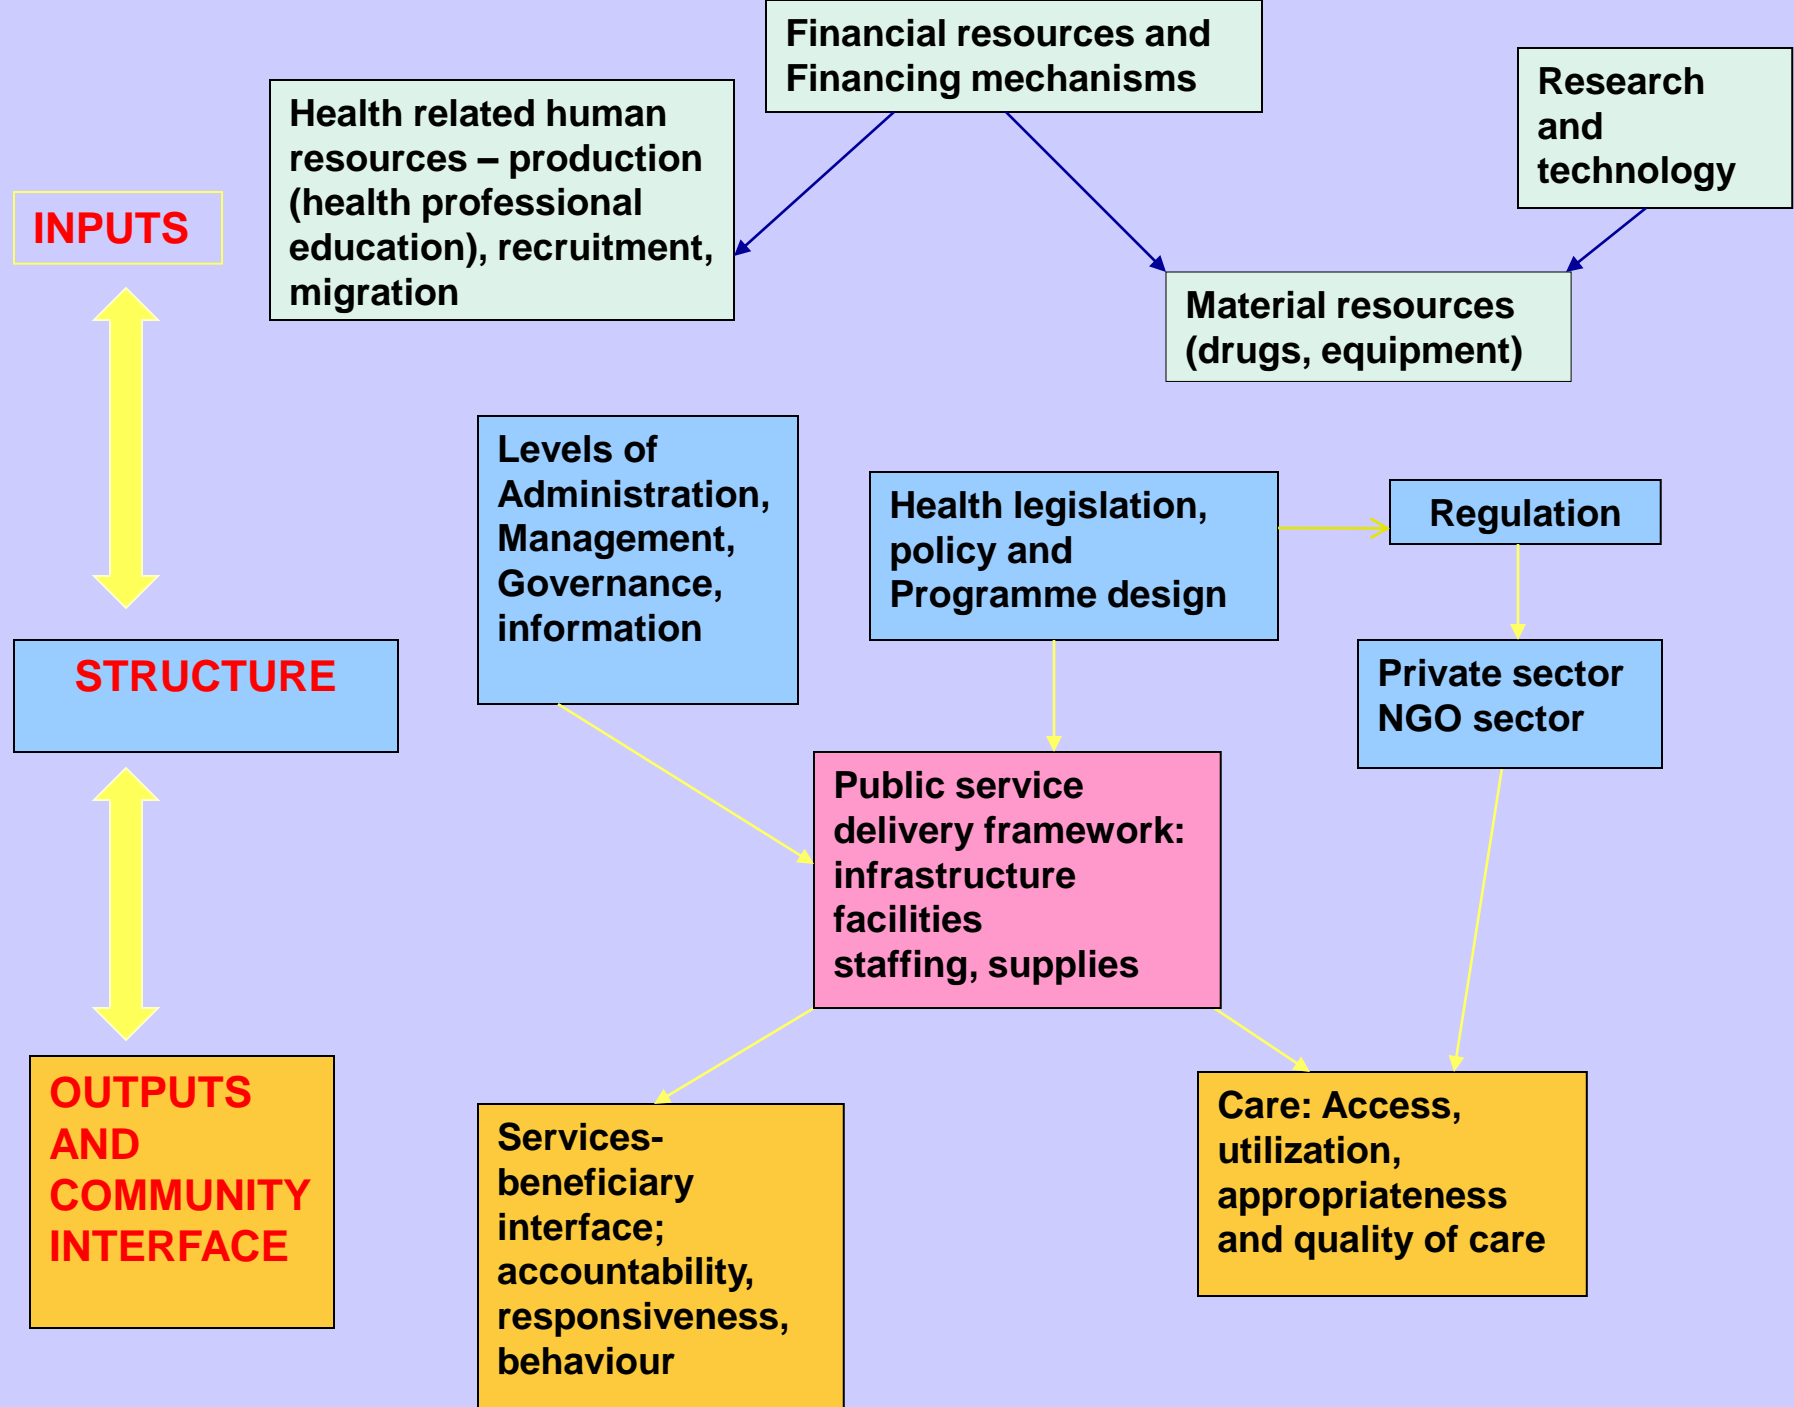 Financial resources and
Financing mechanisms
Research
and
technology
Health related human
resources – production
(health professional
education), recruitment,
migration
INPUTS
Material resources
(drugs, equipment)
Levels of
Administration,
Management,
Governance,
information
Health legislation,
policy and
Programme design
Regulation
STRUCTURE
Private sector
NGO sector
Public service
delivery framework:
infrastructure
facilities
staffing, supplies
OUTPUTS
AND
COMMUNITY
INTERFACE
Services-
beneficiary
interface;
accountability,
responsiveness,
behaviour
Care: Access,
utilization,
appropriateness
and quality of care